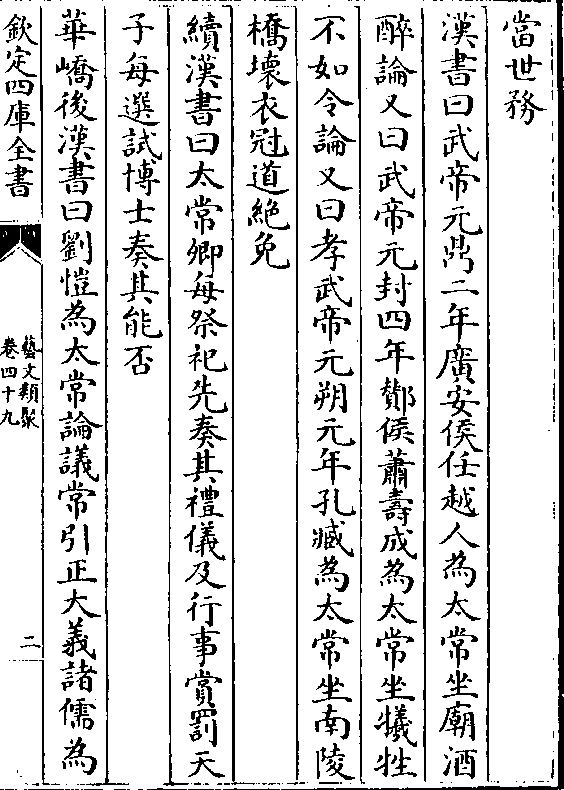 當世務
漢書曰武帝元鼎二年廣安侯任越人為太常坐廟酒
醉論又曰武帝元封四年酇侯蕭壽成為太常坐犧牲
不如令論又曰孝武帝元朔元年孔臧為太常坐南陵
橋壞衣冠道絶免
續漢書曰太常卿每祭祀先奏其禮儀及行事賞罰天
子每選試博士奏其能否
華嶠後漢書曰劉愷為太常論議常引正大義諸儒為
欽定四庫全書
藝文類聚
卷四十九
二